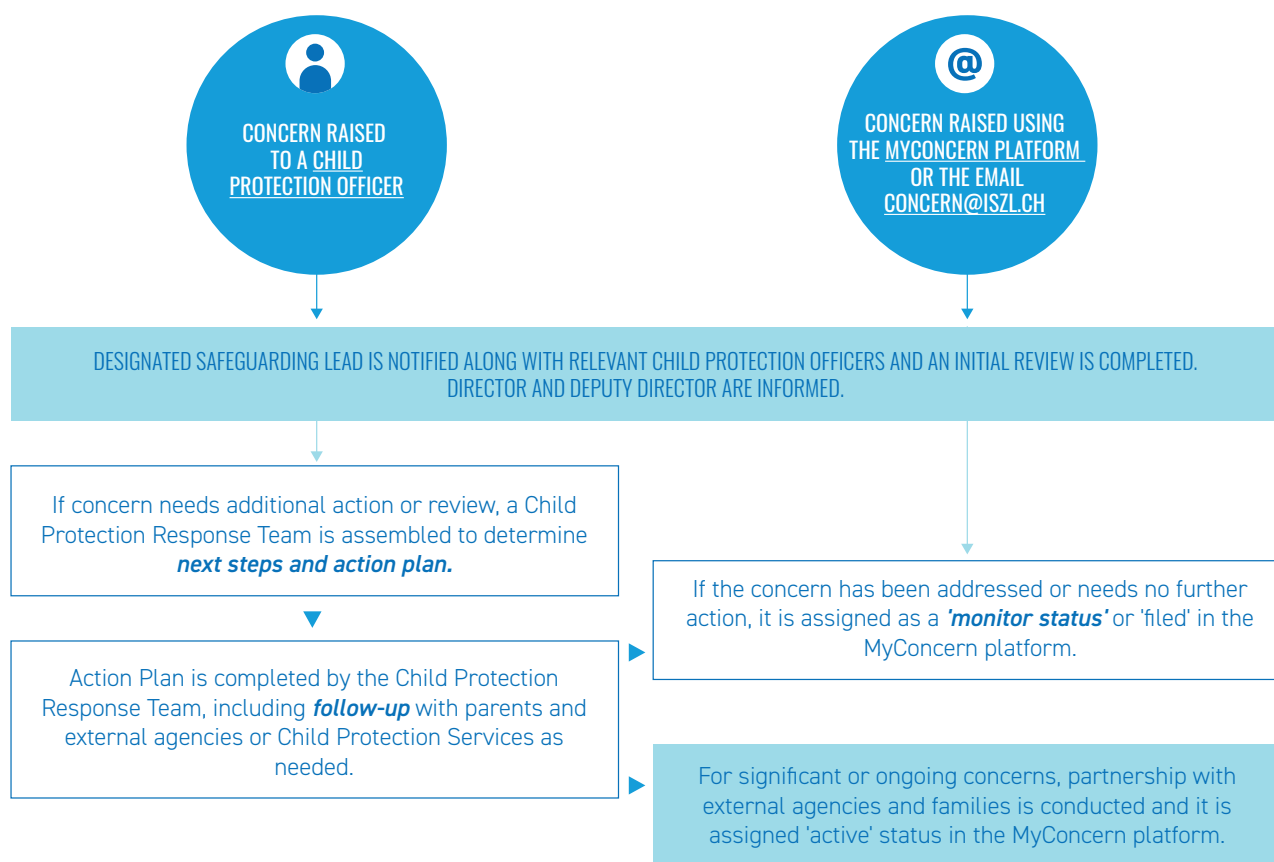 CONCERN RAISED
TO A CHILD
PROTECTION OFFICER
@
CONCERN RAISED USING
THE MYCONCERN PLATFORM
OR THE EMAIL
CONCERN@ISZL.CH
DESIGNATED SAFEGUARDING LEAD IS NOTIFIED ALONG WITH RELEVANT CHILD PROTECTION OFFICERS AND AN INITIAL REVIEW IS COMPLETED.
DIRECTOR AND DEPUTY DIRECTOR ARE INFORMED.
If concern needs additional action or review, a Child
Protection Response Team is assembled to determine
next steps and action plan.
If the concern has been addressed or needs no further
action, it is assigned as a 'monitor status' or 'filed' in the
MyConcern platform.
Action Plan is completed by the Child Protection
Response Team, including follow-up with parents and
external agencies or Child Protection Services as
needed.
For significant or ongoing concerns, partnership with
external agencies and families is conducted and it is
assigned 'active' status in the MyConcern platform.